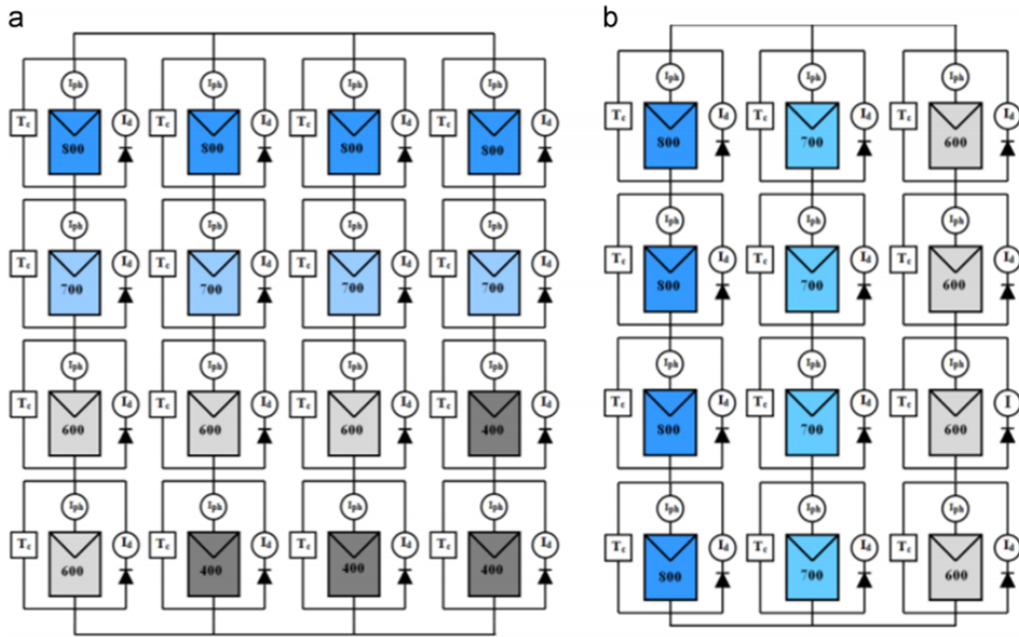 a
b
Iph Iph Iph Iph
Tc Id Tc Id Tc Id Tc Id
800 800 800 800
Iph Iph Iph Iph
Tc Id Tc Id Tc Id Tc Id
700 700 700 700
Iph Iph Iph Iph
Tc Id Tc Id Tc Id Tc Id
600 600 600 400
Iph Iph Iph Iph
Tc Id Tc Id Tc Id Tc Id
600 400 400 400
Iph Iph Iph
Tc Id Tc Id Tc Id
800 700 600
Iph Iph Iph
Tc Id Tc Id Tc Id
800 700 600
Iph Iph Iph
Tc Id Tc Id Tc I
800 700 600
Iph Iph Iph
Tc Id Tc Id Tc Id
800 700 600